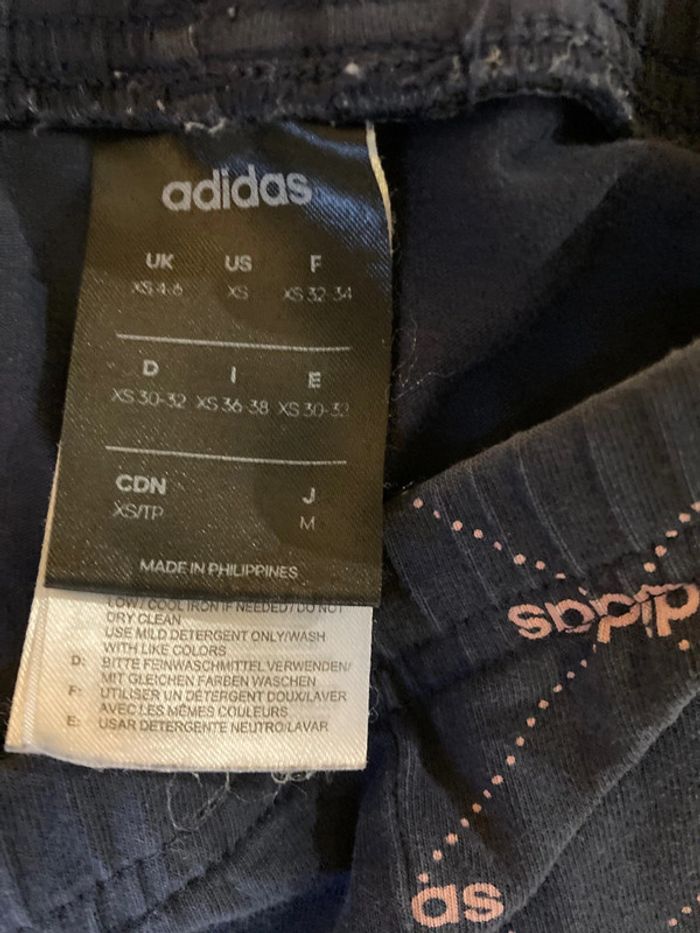 adidas
UK US F
XS 4-6 XS XS 32-34
D I E
XS 30-32 XS 36-38 XS 30-32
CDN J
XS/TP M
MADE IN PHILIPPINES
LOW / COOL IRON IF NEEDED / DO NOT
DRY CLEAN
USE MILD DETERGENT ONLY/WASH
WITH LIKE COLORS
D: BITTE FEINWASCHMITTEL VERWENDEN/
MIT GLEICHEN FARBEN WASCHEN
F: UTILISER UN DÉTERGENT DOUX/LAVER
AVEC LES MÊMES COULEURS
E: USAR DETERGENTE NEUTRO/LAVAR
adidas
as